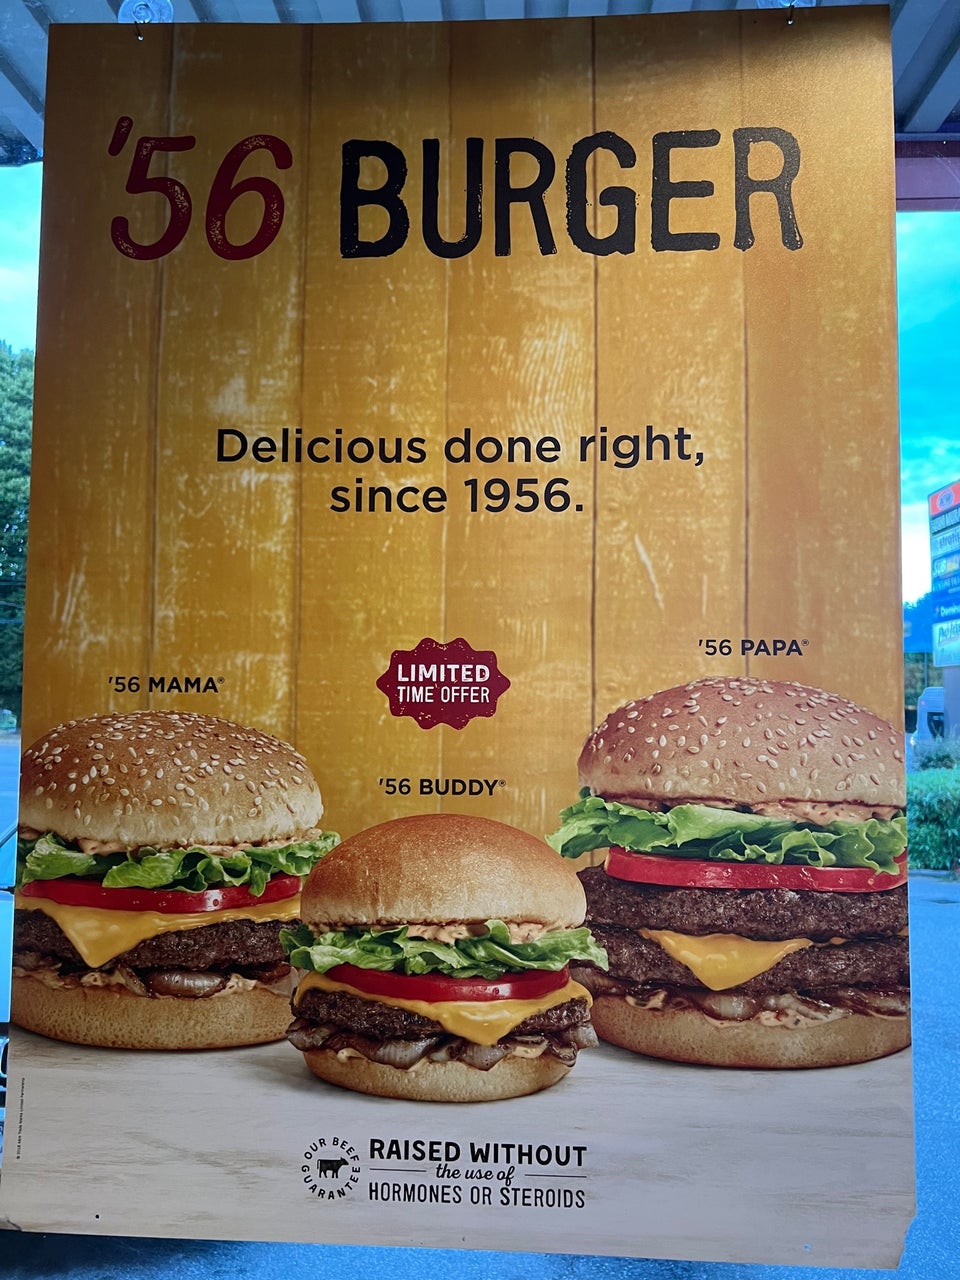 '56 BURGER
Delicious done right,
since 1956.
'56 PAPA®
LIMITED
TIME OFFER
'56 MAMA®
'56 BUDDY®
OUR BEEF GUARANTEE
RAISED WITHOUT
the use of
HORMONES OR STEROIDS
A&W